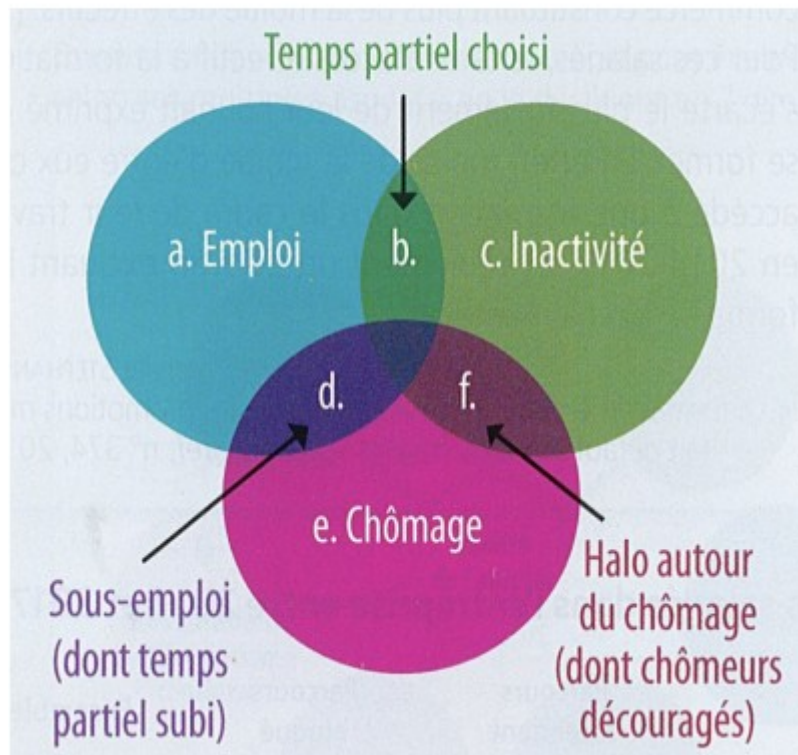 Temps partiel choisi
a. Emploi
b.
c. Inactivité
d.
f.
e. Chômage
Sous-emploi
(dont temps
partiel subi)
Halo autour
du chômage
(dont chômeurs
découragés)